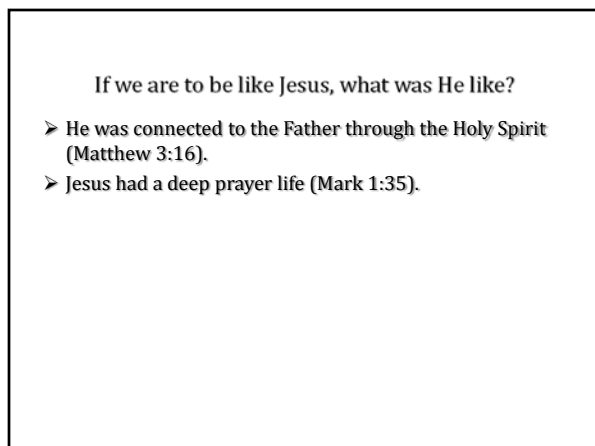 If we are to be like Jesus, what was He like?
➢ He was connected to the Father through the Holy Spirit
(Matthew 3:16).
➢ Jesus had a deep prayer life (Mark 1:35).